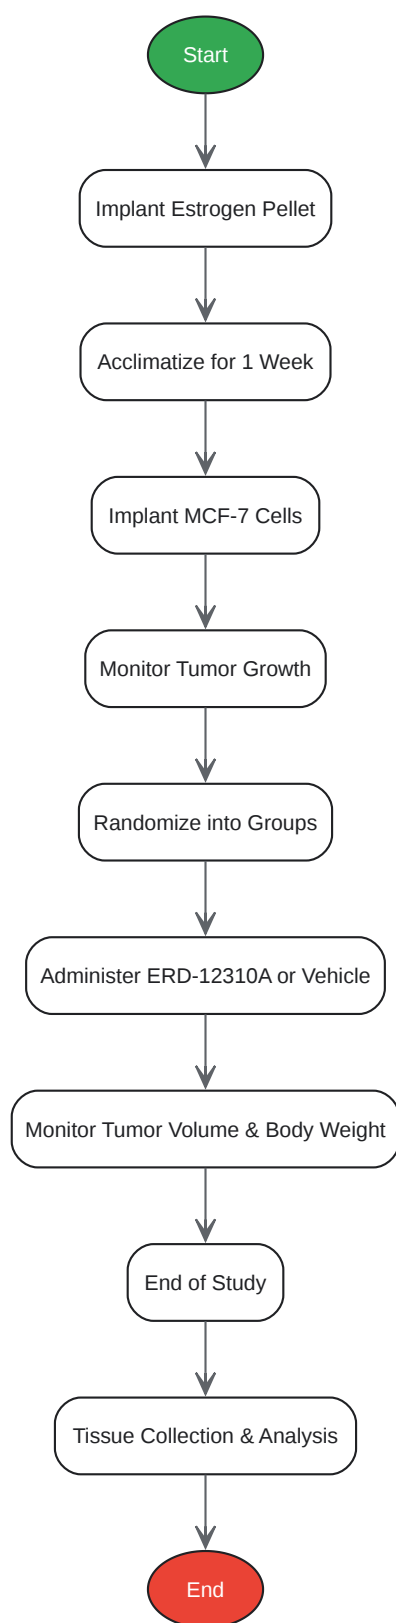 Start
Implant Estrogen Pellet
Acclimatize for 1 Week
Implant MCF-7 Cells
Monitor Tumor Growth
Randomize into Groups
Administer ERD-12310A or Vehicle
Monitor Tumor Volume & Body Weight
End of Study
Tissue Collection & Analysis
End